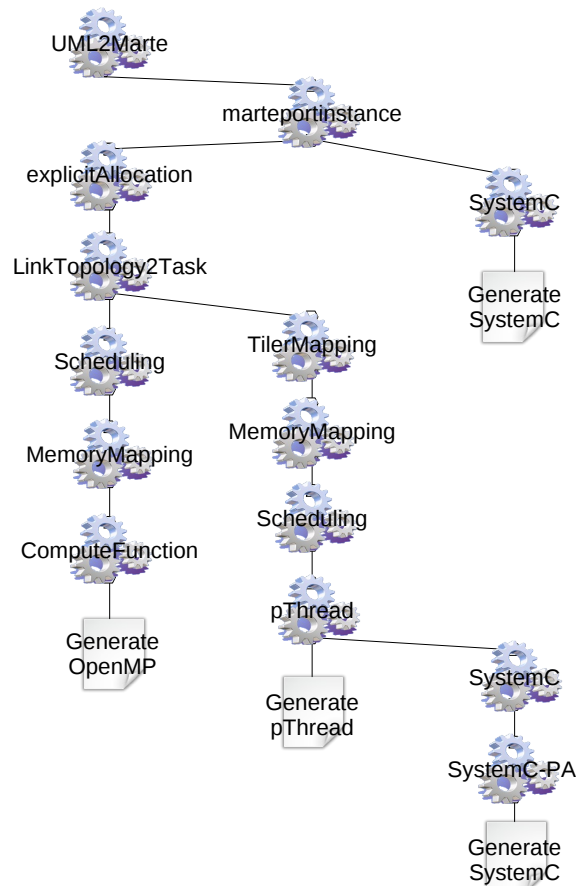 UML2Marte
marteportinstance
explicitAllocation
SystemC
LinkTopology2Task
Generate
SystemC
Scheduling
TilerMapping
MemoryMapping
MemoryMapping
Scheduling
ComputeFunction
pThread
Generate
OpenMP
SystemC
Generate
pThread
SystemC-PA
Generate
SystemC